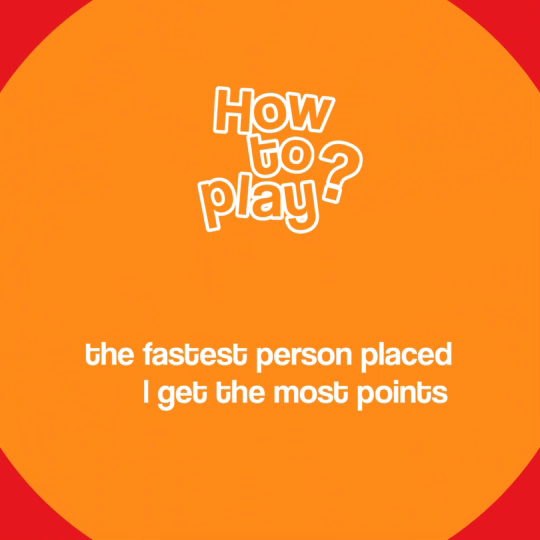 How
to
play?
the fastest person placed
I get the most points